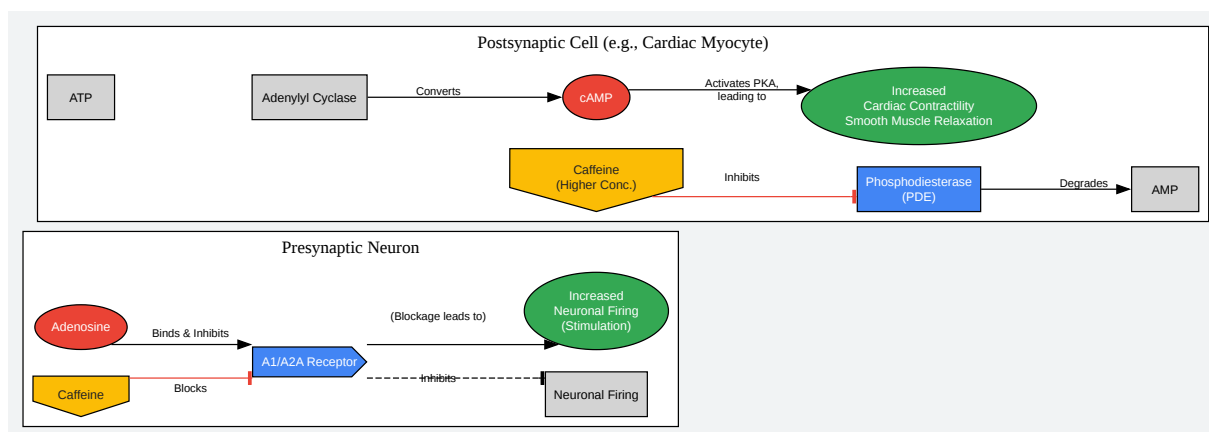 Postsynaptic Cell (e.g., Cardiac Myocyte)
ATP
Adenylyl Cyclase
Converts
cAMP
Activates PKA,
leading to
Increased
Cardiac Contractility
Smooth Muscle Relaxation
Caffeine
(Higher Conc.)
Inhibits
Phosphodiesterase
(PDE)
Degrades
AMP
Presynaptic Neuron
Adenosine
Binds & Inhibits
Caffeine
Blocks
A1/A2A Receptor
(Blockage leads to)
Increased
Neuronal Firing
(Stimulation)
Inhibits
Neuronal Firing